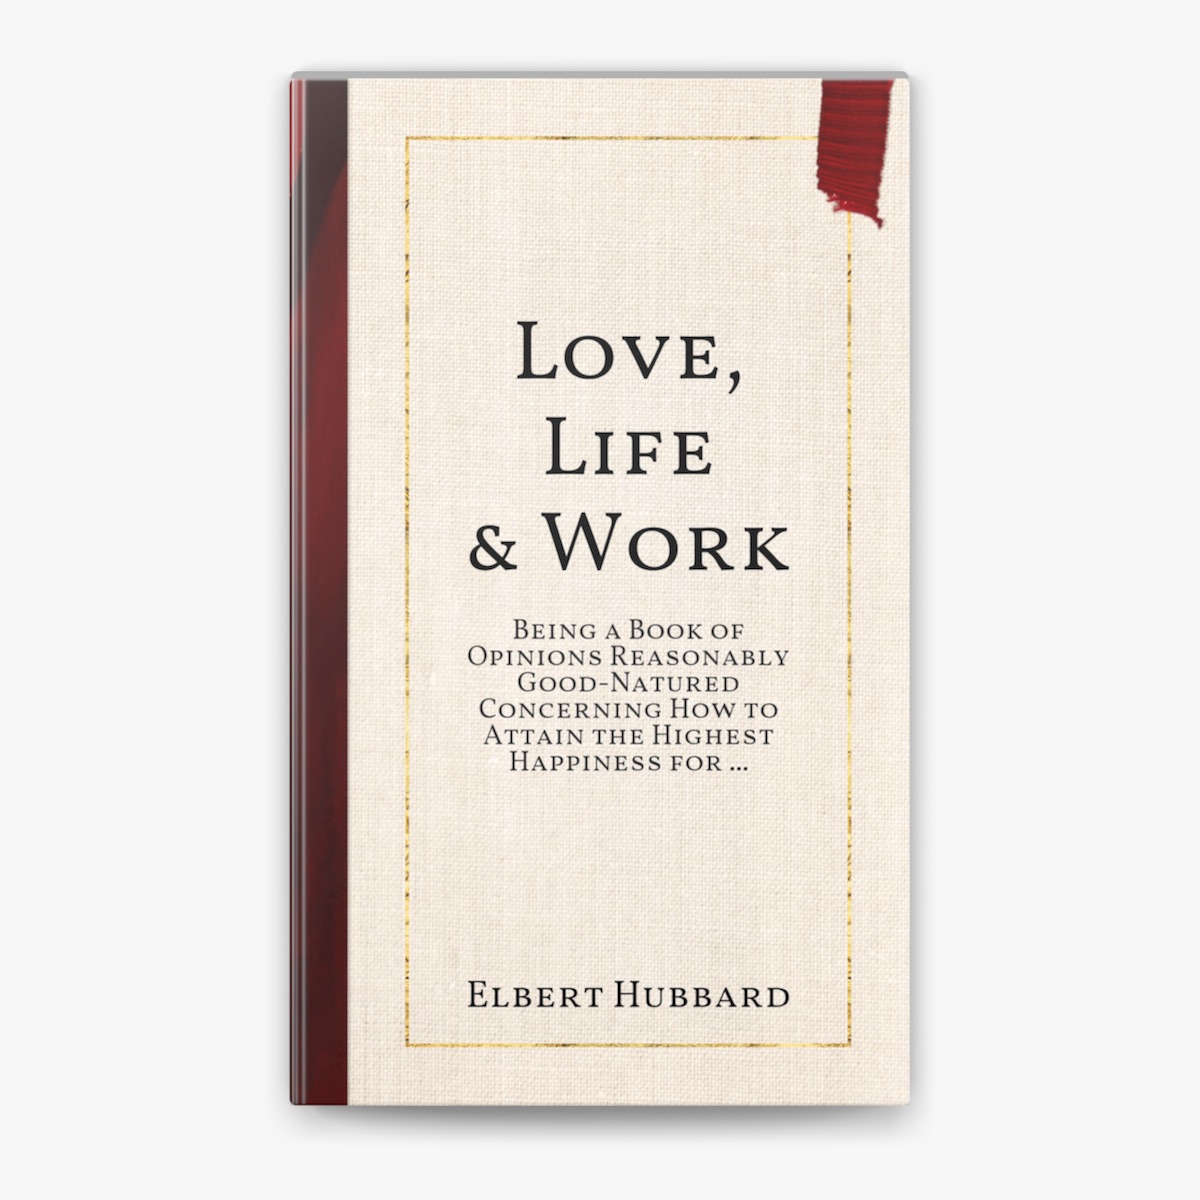 Love,
Life
& Work
Being a Book of
Opinions Reasonably
Good-Natured
Concerning How to
Attain the Highest
Happiness for ...
Elbert Hubbard